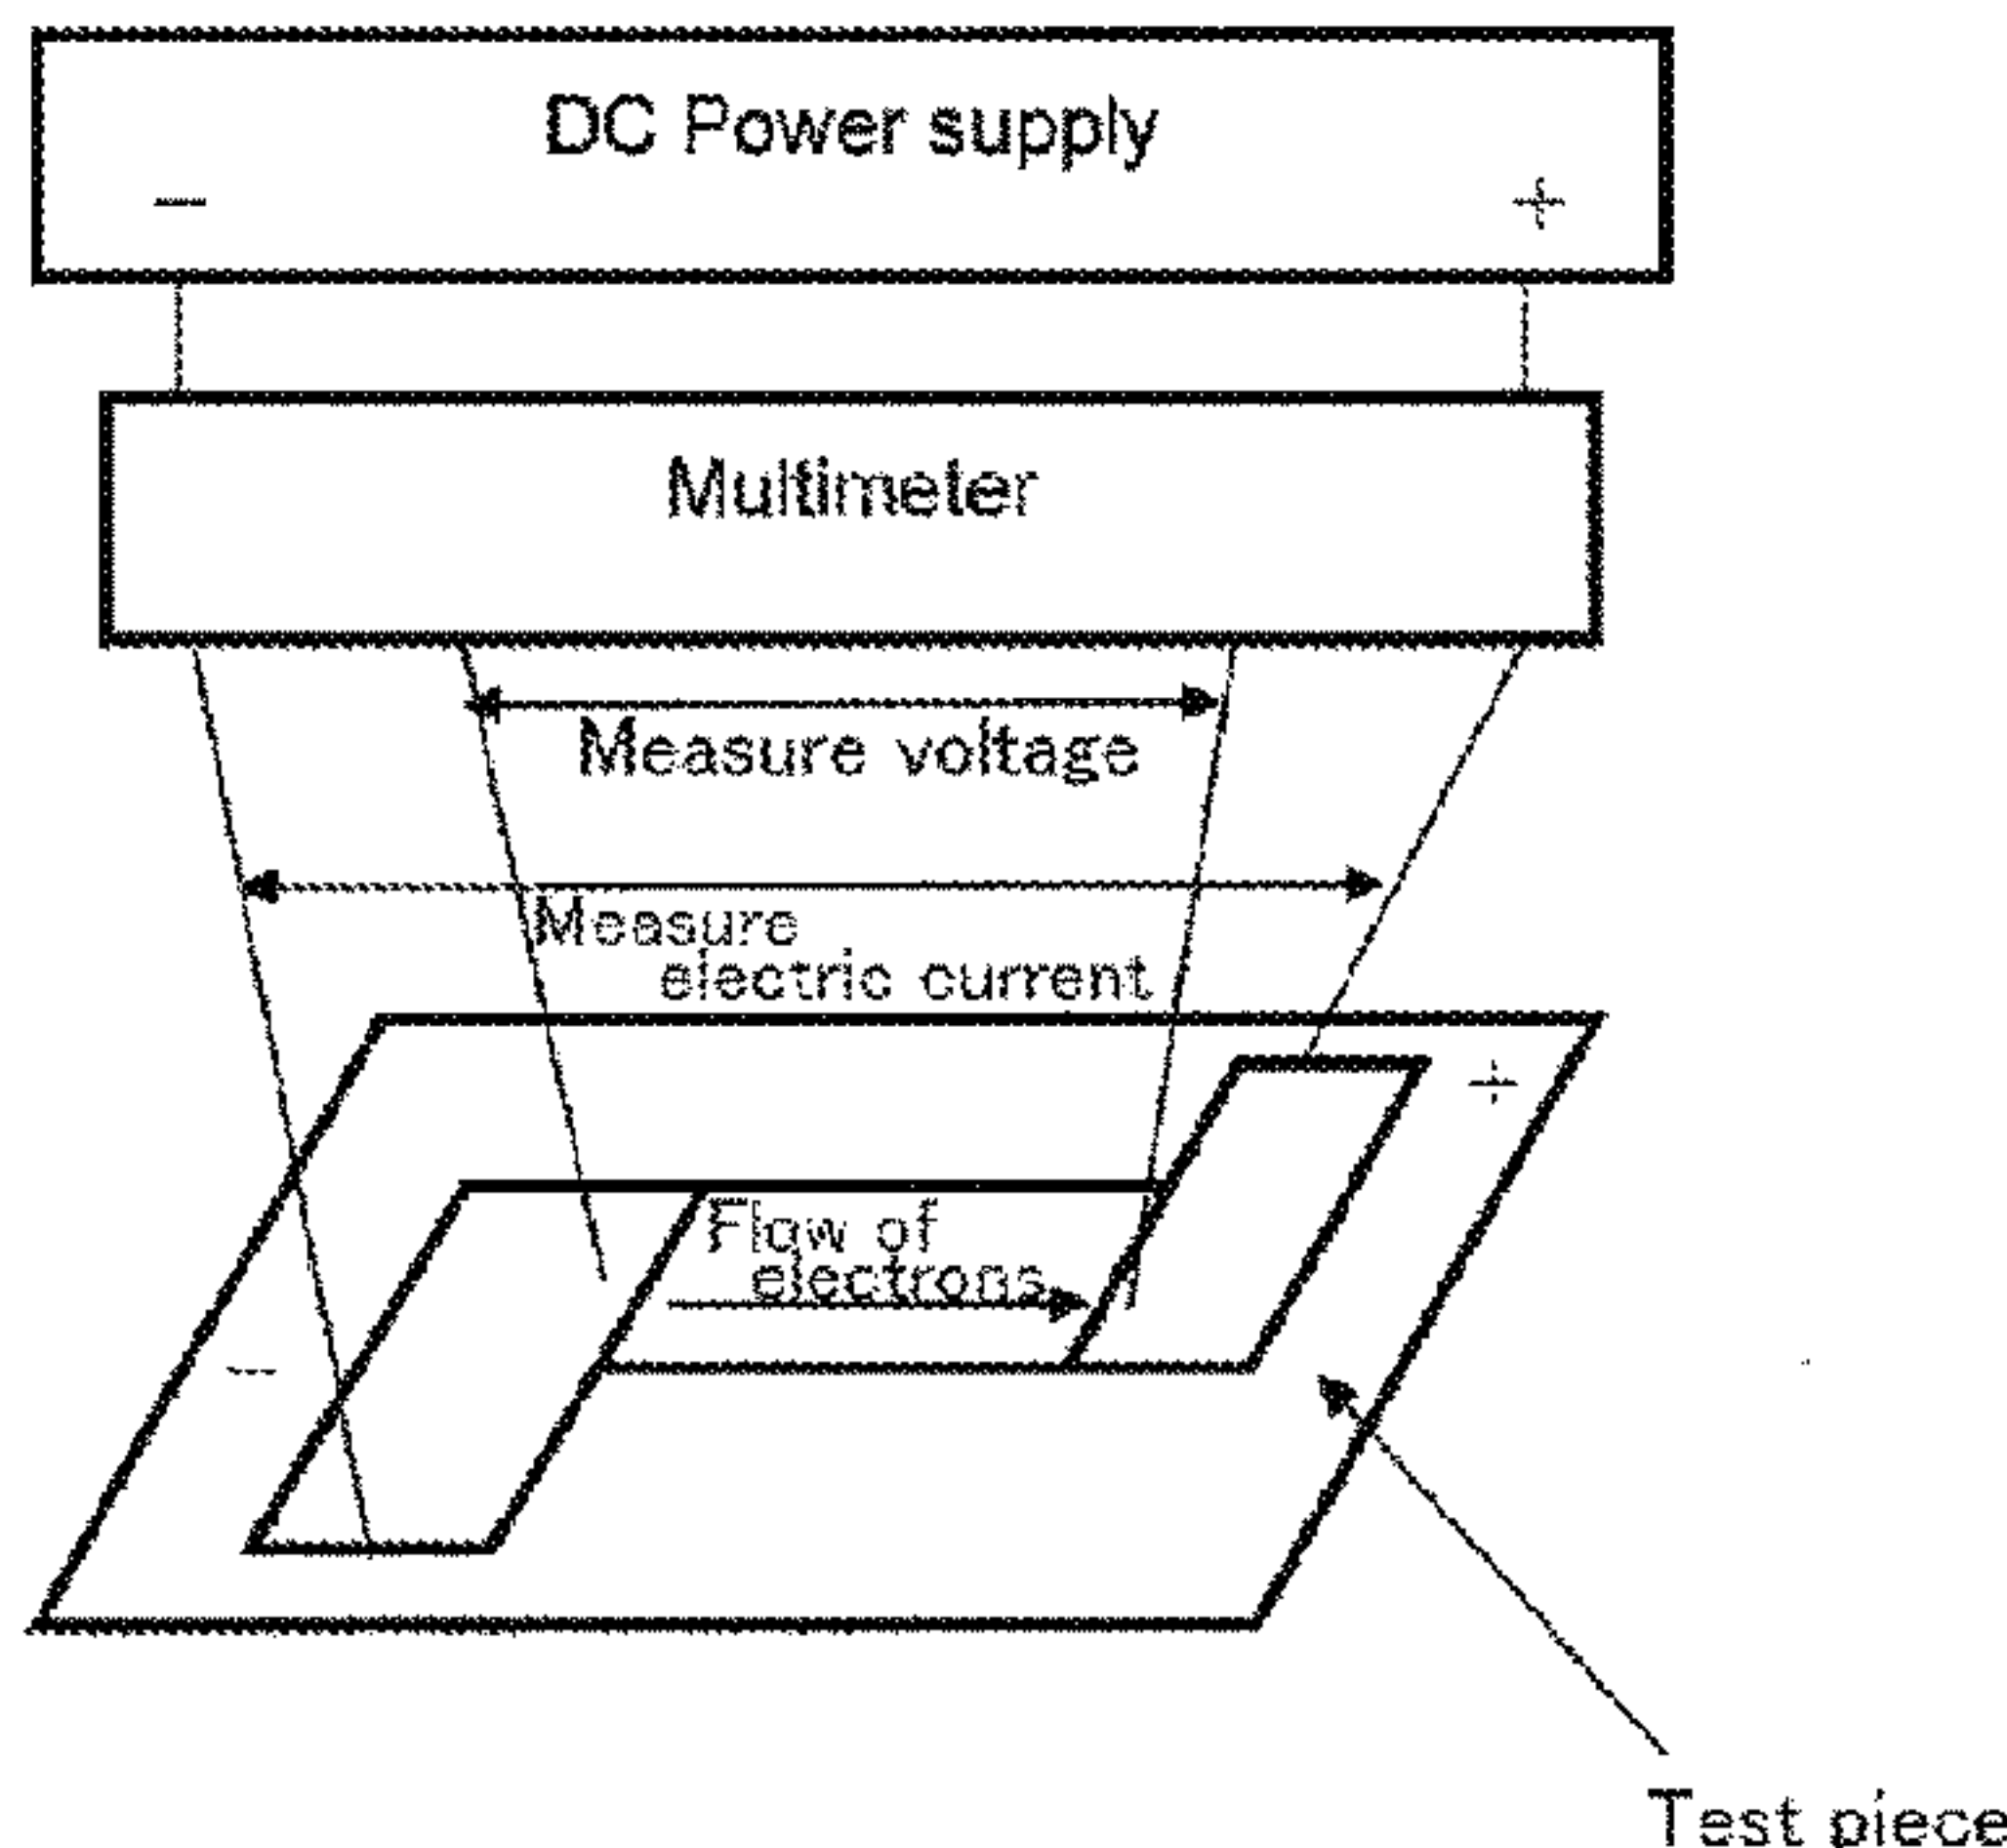 DC Power supply
− +
Multimeter
Measure voltage
Measure
electric current
+
Flow of
electrons
−
Test piece